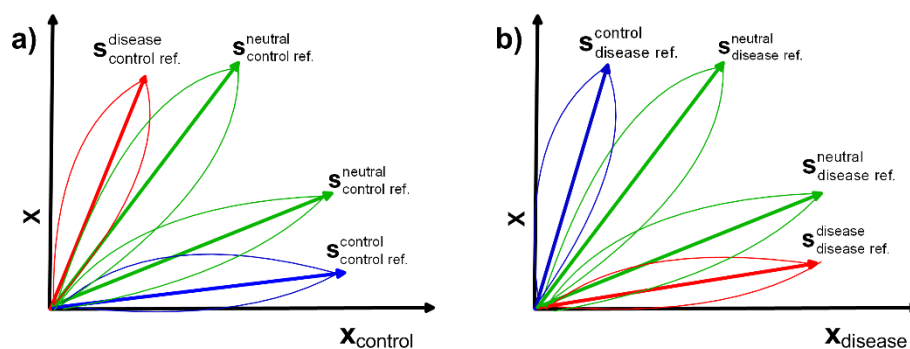 a)
s disease control ref.
s neutral control ref.
s neutral control ref.
s control control ref.
x
x control
b)
s control disease ref.
s neutral disease ref.
s neutral disease ref.
s disease disease ref.
x
x disease